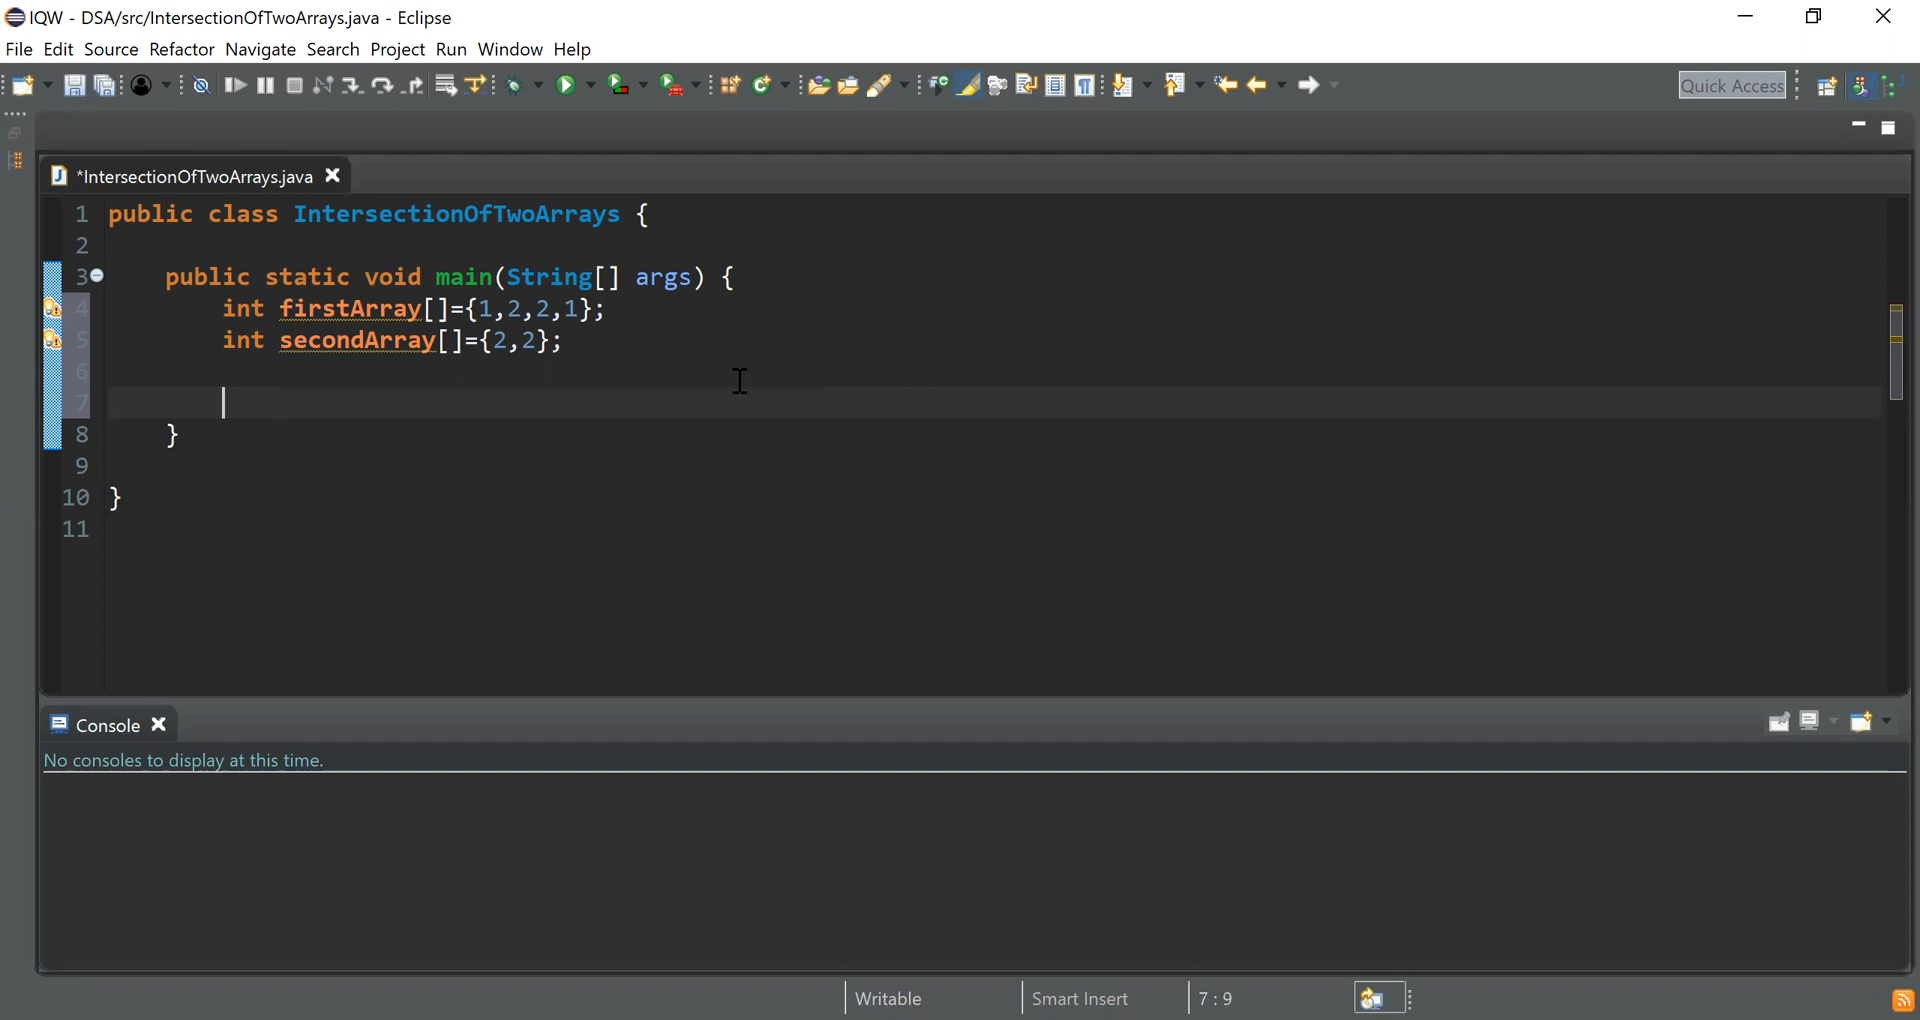 IQW - DSA/src/IntersectionOfTwoArrays.java - Eclipse
File Edit Source Refactor Navigate Search Project Run Window Help
Quick Access
*IntersectionOfTwoArrays.java
1 public class IntersectionOfTwoArrays {
2
3 public static void main(String[] args) {
4 int firstArray[]={1,2,2,1};
5 int secondArray[]={2,2};
6
7
8 }
9
10 }
11
Console
No consoles to display at this time.
Writable Smart Insert 7 : 9